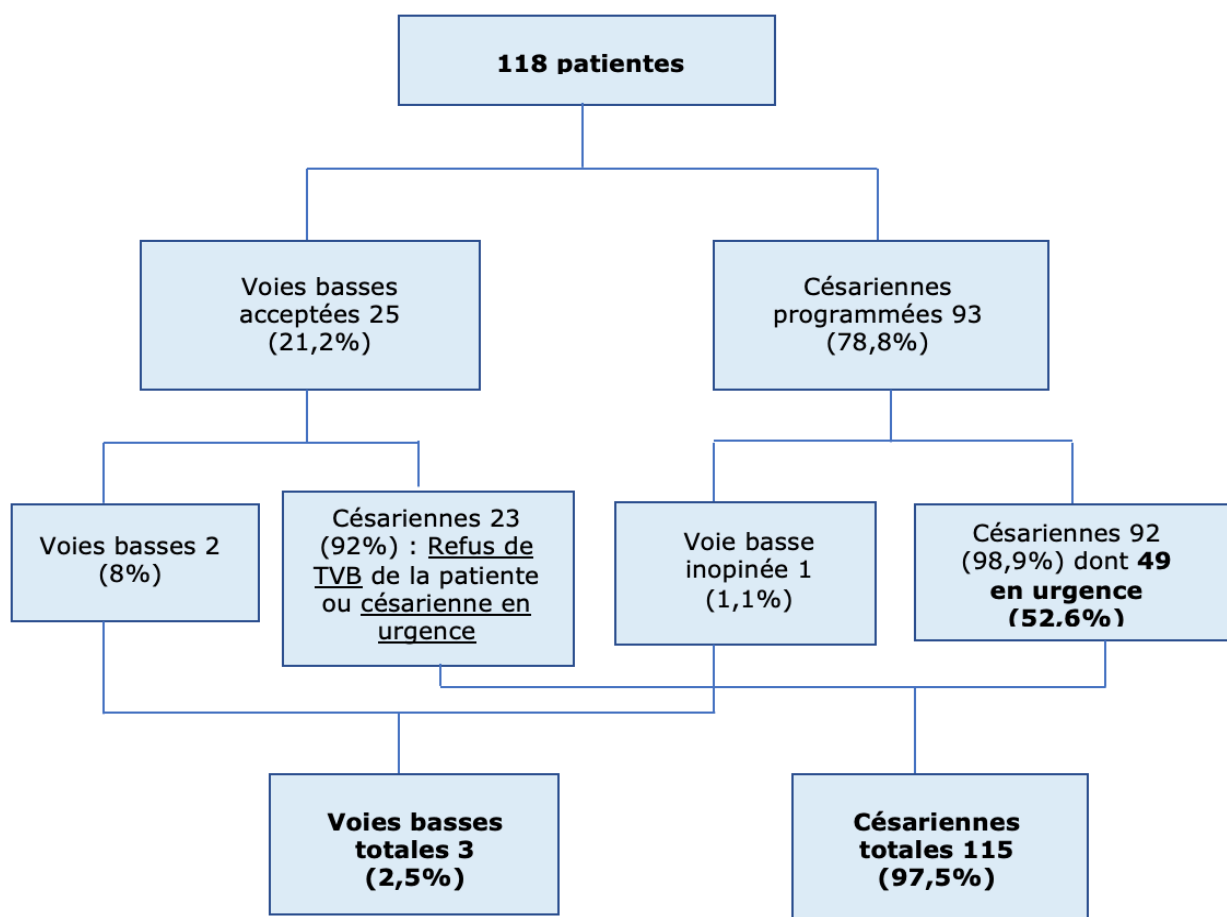 118 patientes
Voies basses
acceptées 25
(21,2%)
Césariennes
programmées 93
(78,8%)
Voies basses 2
(8%)
Césariennes 23
(92%) : Refus de
TVB de la patiente
ou césarienne en
urgence
Voie basse
inopinée 1
(1,1%)
Césariennes 92
(98,9%) dont 49
en urgence
(52,6%)
Voies basses
totales 3
(2,5%)
Césariennes
totales 115
(97,5%)